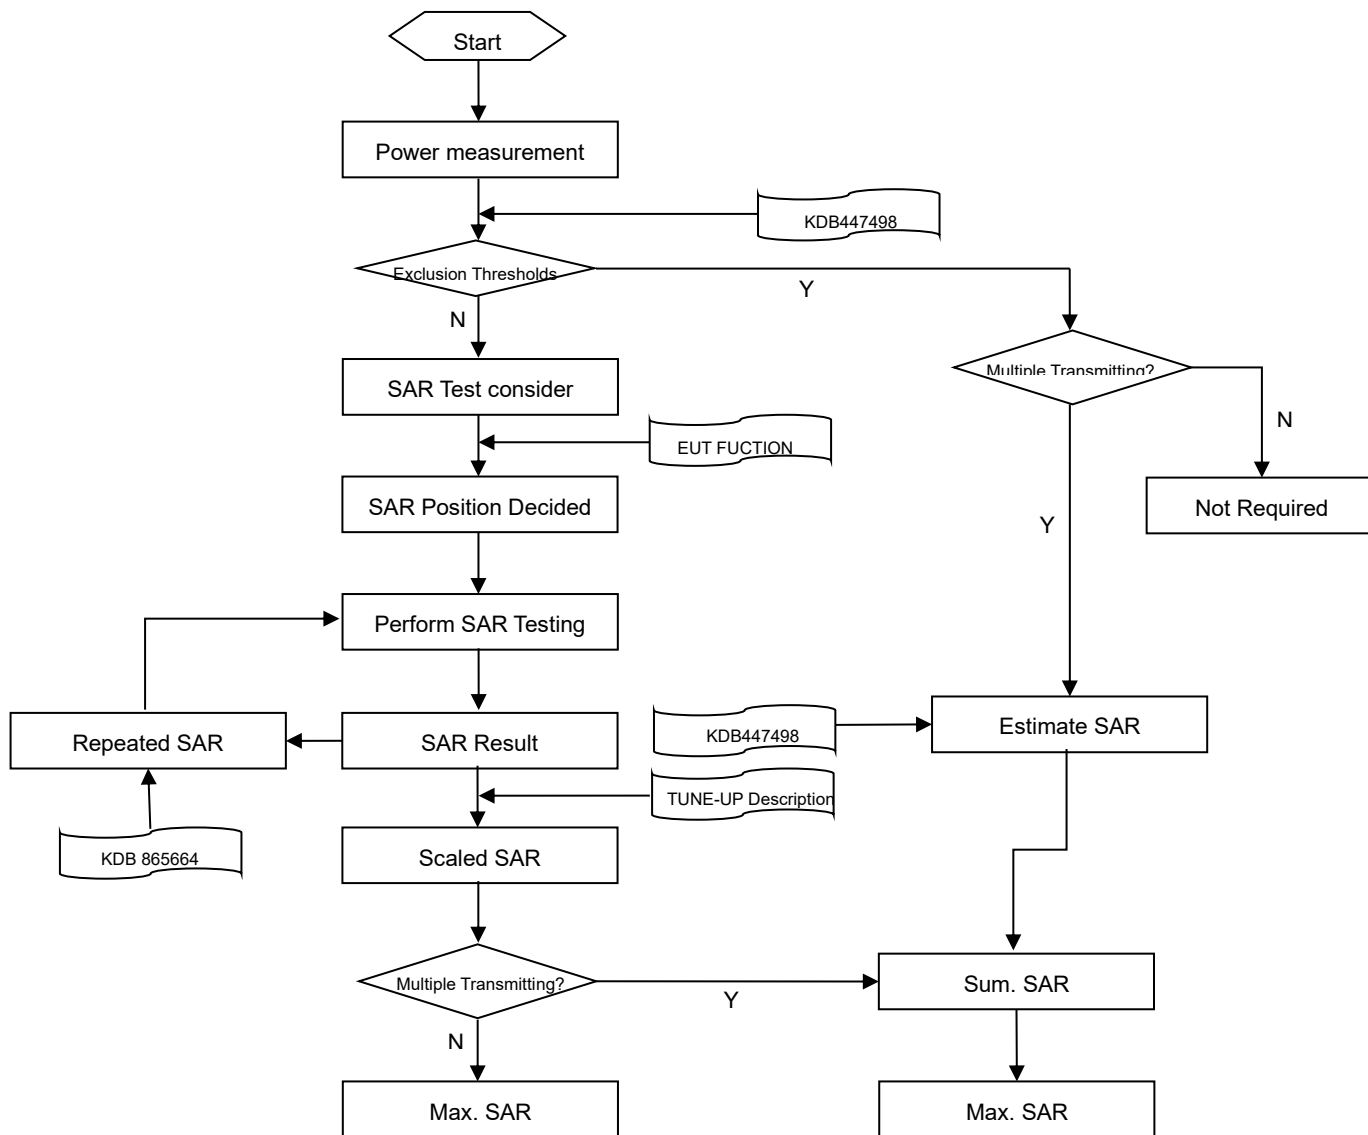 Start
Power measurement
KDB447498
Exclusion Thresholds
Y
N
Multiple Transmitting?
SAR Test consider
N
EUT FUCTION
SAR Position Decided
Not Required
Y
Perform SAR Testing
Repeated SAR
SAR Result
KDB447498
Estimate SAR
TUNE-UP Description
KDB 865664
Scaled SAR
Multiple Transmitting?
Y
Sum. SAR
N
Max. SAR
Max. SAR